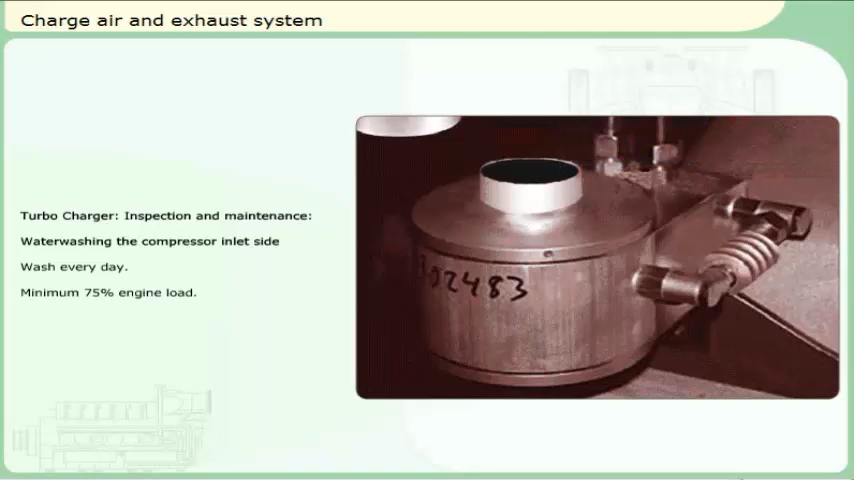 Charge air and exhaust system
Turbo Charger: Inspection and maintenance:
Waterwashing the compressor inlet side
Wash every day.
Minimum 75% engine load.